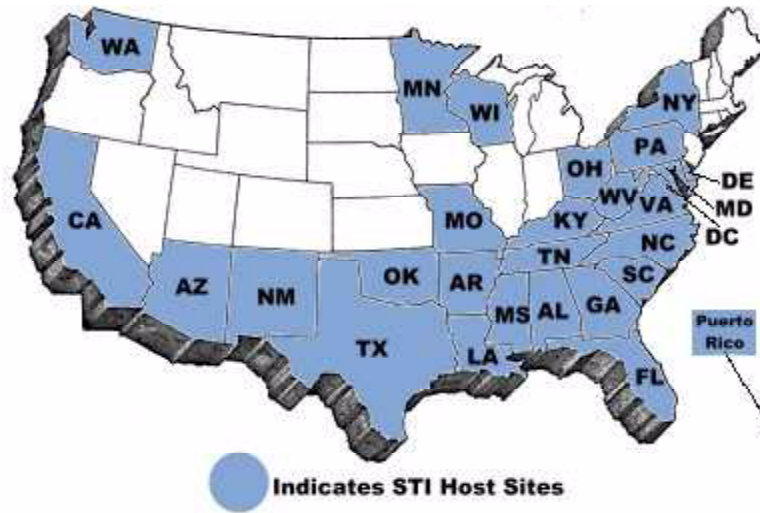 WA
MN
WI
NY
PA
OH
DE
WV
VA
MD
CA
MO
KY
DC
NC
TN
AZ
NM
OK
AR
SC
MS
AL
GA
Puerto
Rico
TX
LA
FL
Indicates STI Host Sites